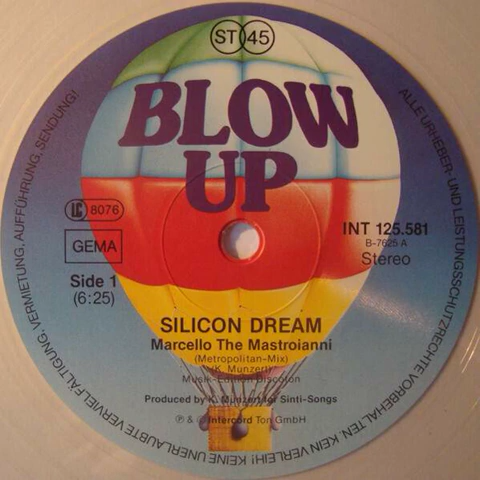 ST 45
BLOW
UP
LC 8076
GEMA
Side 1
(6:25)
INT 125.581
B-7625 A
Stereo
SILICON DREAM
Marcello The Mastroianni
(Metropolitan-Mix)
(K. Munzert)
Musik-Edition Discoton
Produced by K. Munzert for Sinti-Songs
℗ & © Intercord Ton GmbH
ALLE URHEBER- UND LEISTUNGSSCHUTZRECHTE VORBEHALTEN. KEIN VERLEIH! KEINE UNERLAUBTE VERVIELFÄLTIGUNG, VERMIETUNG, AUFFÜHRUNG, SENDUNG!